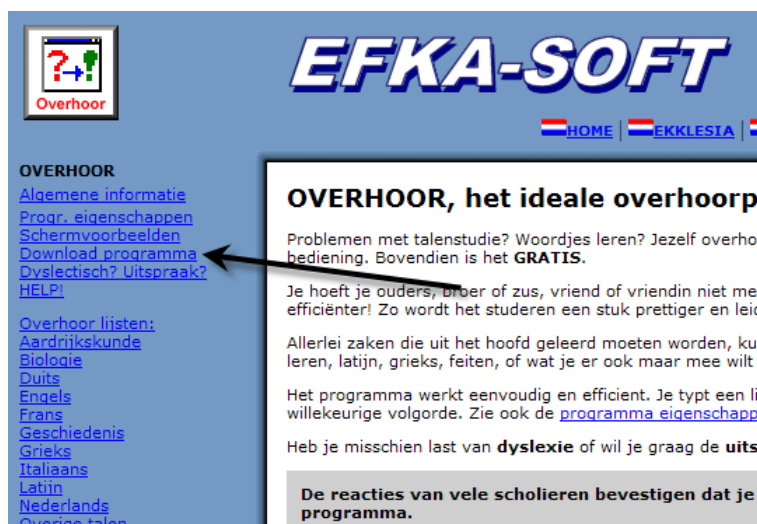 ?→!
Overhoor
EFKA-SOFT
HOME | EKKLESIA |
OVERHOOR
Algemene informatie
Progr. eigenschappen
Schermvoorbeelden
Download programma
Dyslectisch? Uitspraak?
HELP!
Overhoor lijsten:
Aardrijkskunde
Biologie
Duits
Engels
Frans
Geschiedenis
Grieks
Italiaans
Latijn
Nederlands
Overige talen
OVERHOOR, het ideale overhoorp
Problemen met talenstudie? Woordjes leren? Jezelf overho
bediening. Bovendien is het GRATIS.
Je hoeft je ouders, broer of zus, vriend of vriendin niet me
efficiënter! Zo wordt het studeren een stuk prettiger en leid
Allerlei zaken die uit het hoofd geleerd moeten worden, ku
leren, latijn, grieks, feiten, of wat je er ook maar mee wilt
Het programma werkt eenvoudig en efficient. Je typt een li
willekeurige volgorde. Zie ook de programma eigenschapp
Heb je misschien last van dyslexie of wil je graag de uits
De reacties van vele scholieren bevestigen dat je
programma.